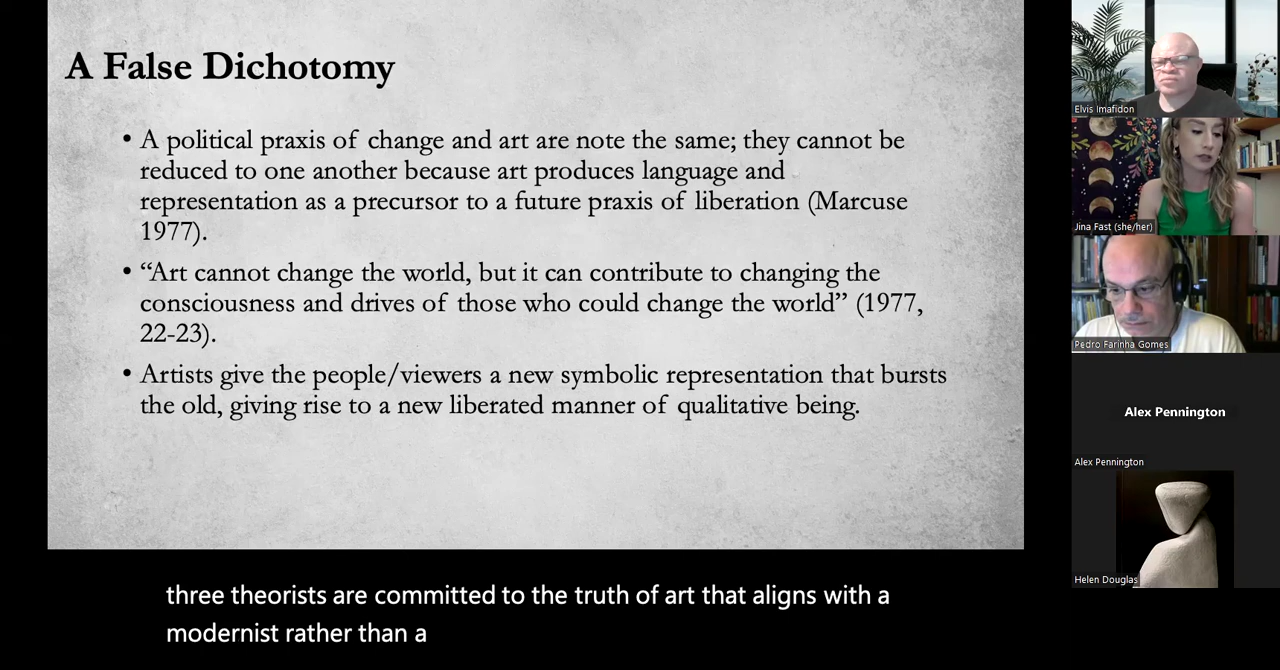 A False Dichotomy
• A political praxis of change and art are note the same; they cannot be
reduced to one another because art produces language and
representation as a precursor to a future praxis of liberation (Marcuse
1977).
• “Art cannot change the world, but it can contribute to changing the
consciousness and drives of those who could change the world” (1977,
22-23).
• Artists give the people/viewers a new symbolic representation that bursts
the old, giving rise to a new liberated manner of qualitative being.
three theorists are committed to the truth of art that aligns with a
modernist rather than a
Elvis Imafidon
Jina Fast (she/her)
Pedro Farinha Gomes
Alex Pennington
Alex Pennington
Helen Douglas